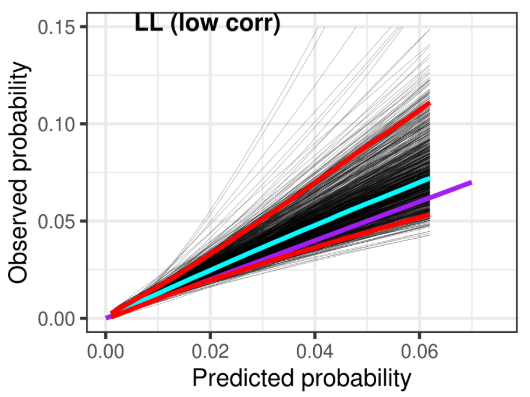 LL (low corr)
0.15
0.10
0.05
0.00
0.00 0.02 0.04 0.06
Predicted probability
Observed probability